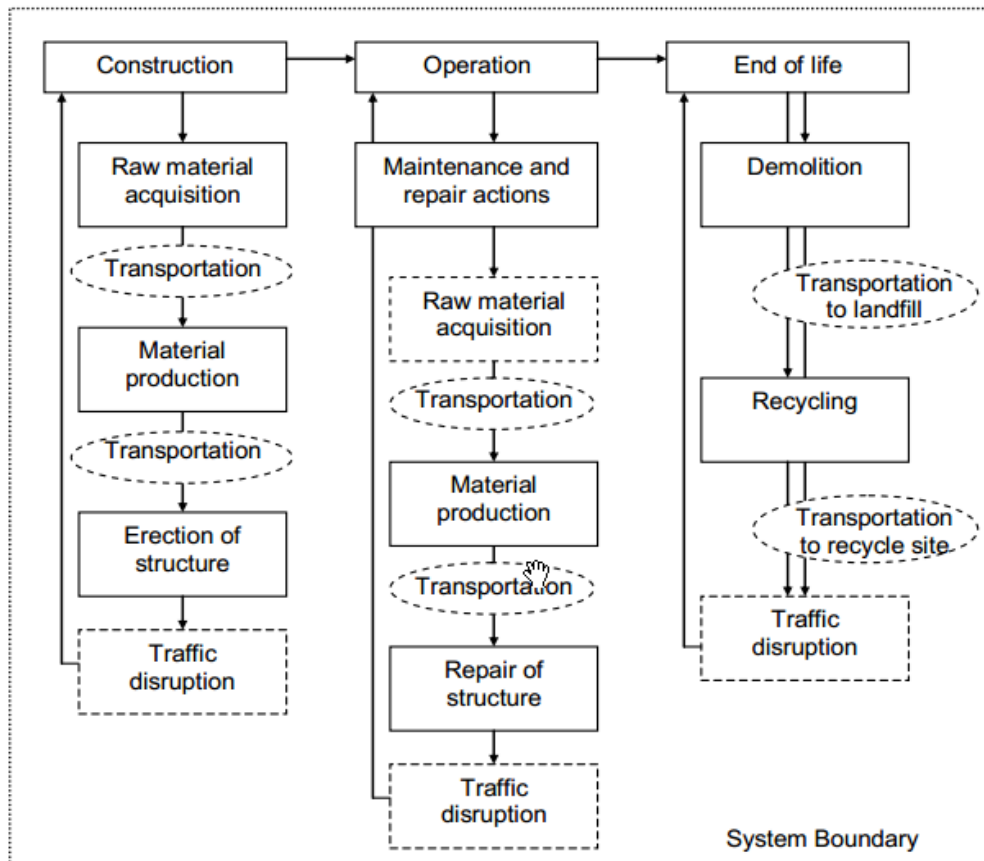 Construction
Operation
End of life
Raw material
acquisition
Transportation
Material
production
Transportation
Erection of
structure
Traffic
disruption
Maintenance and
repair actions
Raw material
acquisition
Transportation
Material
production
Transportation
Repair of
structure
Traffic
disruption
Demolition
Transportation
to landfill
Recycling
Transportation
to recycle site
Traffic
disruption
System Boundary